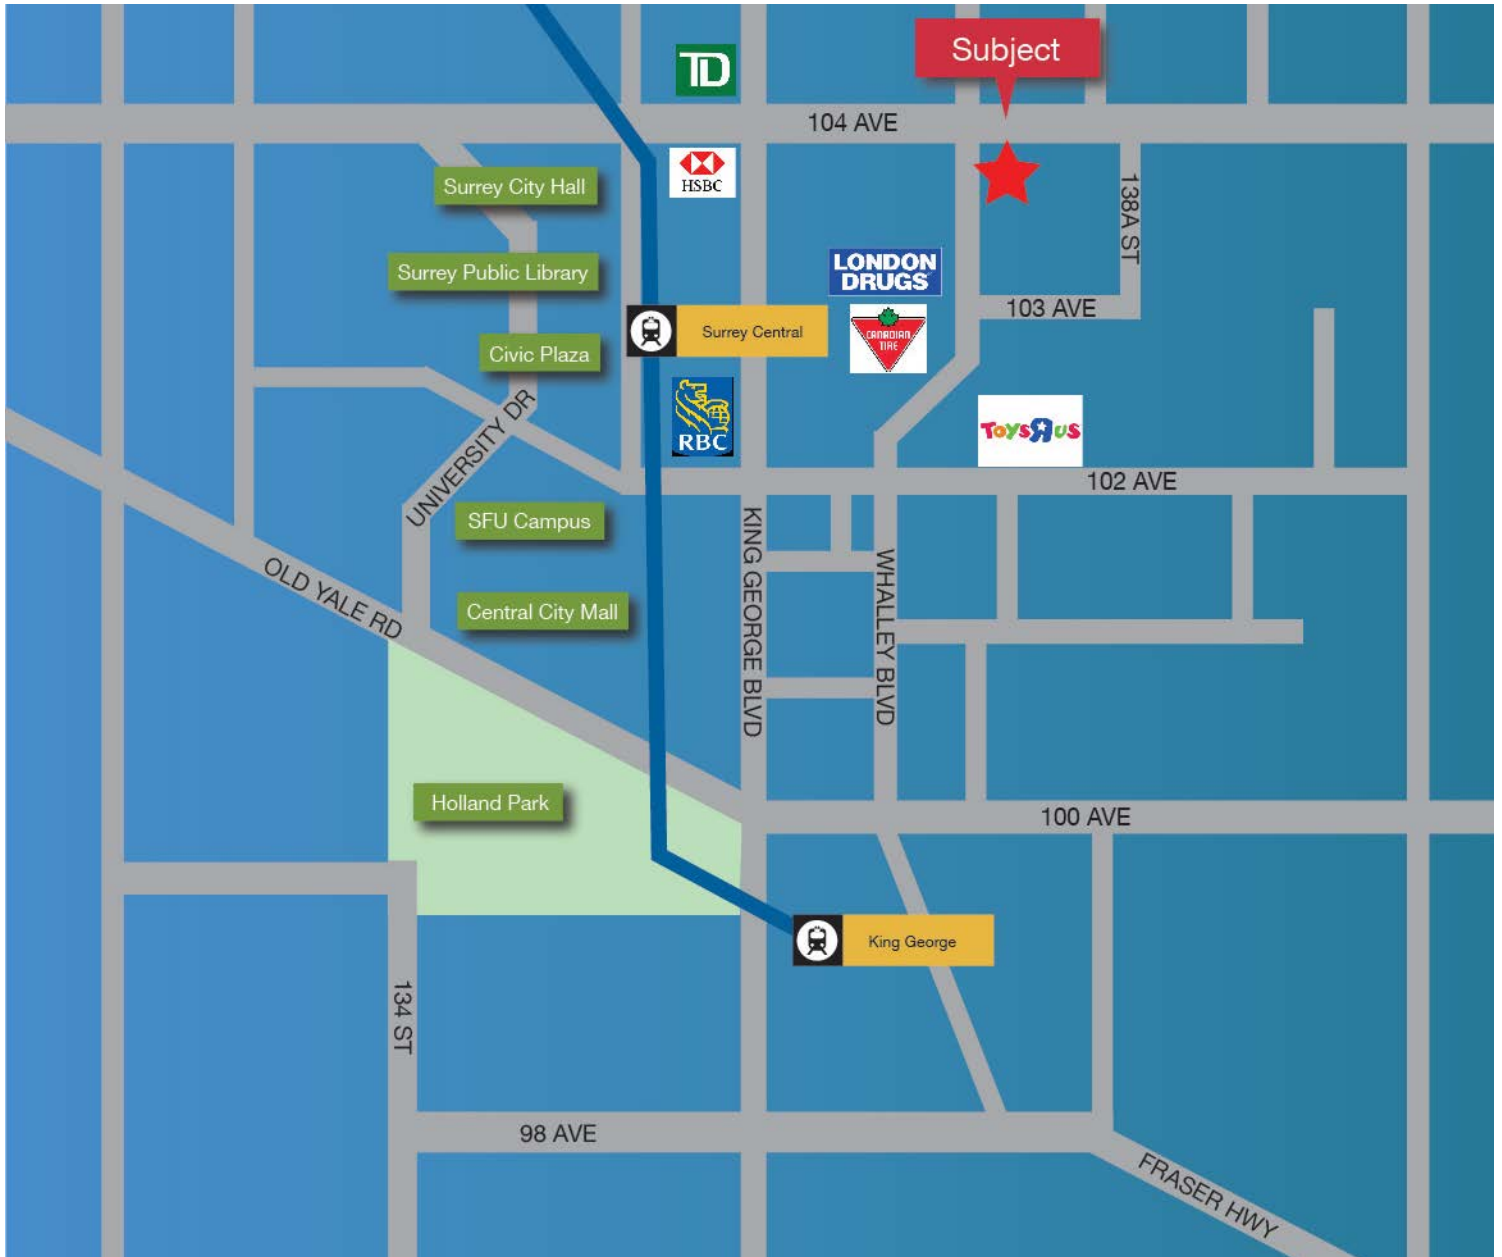 Subject
TD
104 AVE
HSBC
Surrey City Hall
138A ST
Surrey Public Library
LONDON
DRUGS
103 AVE
Surrey Central
CANADIAN
TIRE
Civic Plaza
UNIVERSITY DR
RBC
ToysRus
102 AVE
SFU Campus
KING GEORGE BLVD
WHALLEY BLVD
OLD YALE RD
Central City Mall
Holland Park
100 AVE
King George
134 ST
98 AVE
FRASER HWY